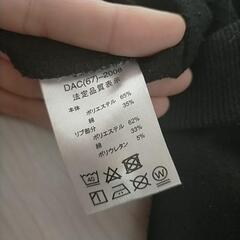 DAC(67)-2006
法定品質表示
本体 ポリエステル 65%
綿 35%
リブ部分 ポリエステル 62%
綿 33%
ポリウレタン 5%
40